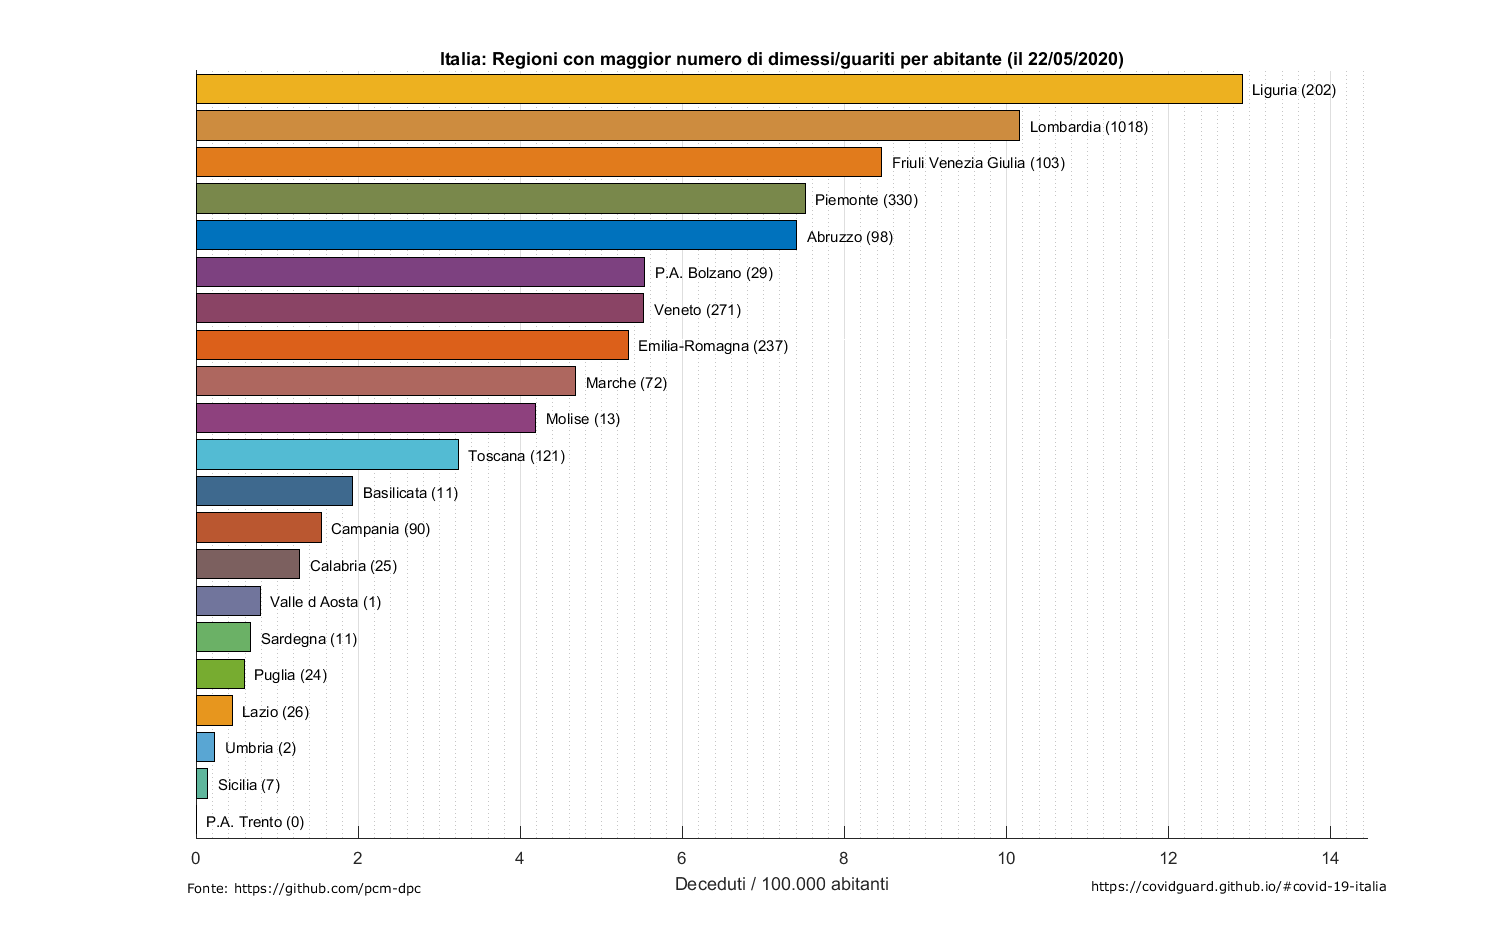 Italia: Regioni con maggior numero di dimessi/guariti per abitante (il 22/05/2020)
Liguria (202)
Lombardia (1018)
Friuli Venezia Giulia (103)
Piemonte (330)
Abruzzo (98)
P.A. Bolzano (29)
Veneto (271)
Emilia-Romagna (237)
Marche (72)
Molise (13)
Toscana (121)
Basilicata (11)
Campania (90)
Calabria (25)
Valle d Aosta (1)
Sardegna (11)
Puglia (24)
Lazio (26)
Umbria (2)
Sicilia (7)
P.A. Trento (0)
0 2 4 6 8 10 12 14
Deceduti / 100.000 abitanti
Fonte: https://github.com/pcm-dpc
https://covidguard.github.io/#covid-19-italia